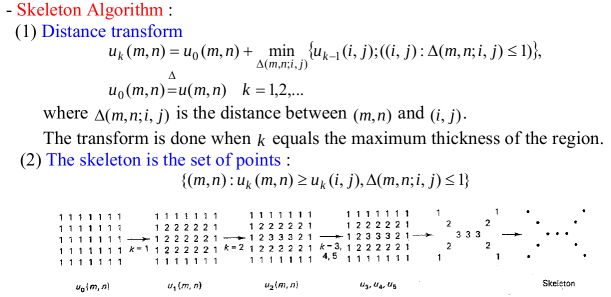 - Skeleton Algorithm :
(1) Distance transform
u_k(m,n) = u_0(m,n) + min_{Δ(m,n;i,j)} {u_{k-1}(i,j);((i,j):Δ(m,n;i,j) ≤ 1)},
u_0(m,n) ≜ u(m,n) k = 1,2,...
where Δ(m,n;i,j) is the distance between (m,n) and (i,j).
The transform is done when k equals the maximum thickness of the region.
(2) The skeleton is the set of points :
{(m,n):u_k(m,n) ≥ u_k(i,j),Δ(m,n;i,j) ≤ 1}
1 1 1 1 1 1 1 1 1 1 1 1 1 1 1 1 1 1 1 1 1 1 1 1 1 1 1 1 1 1
1 1 1 1 1 1 1 1 2 2 2 2 2 1 1 2 2 2 2 2 1 1 2 2 2 2 2 1 2 2
1 1 1 1 1 1 1 k = 1 1 2 2 2 2 2 1 k = 2 1 2 3 3 3 2 1 k = 3, 1 2 3 3 3 2 1 3 3 3
1 1 1 1 1 1 1 1 2 2 2 2 2 1 1 2 2 2 2 2 1 4, 5 1 2 2 2 2 2 1 2 2
1 1 1 1 1 1 1 1 1 1 1 1 1 1 1 1 1 1 1 1 1 1 1 1 1 1 1 1 1 1
u_0(m, n) u_1(m, n) u_2(m, n) u_3, u_4, u_5 Skeleton